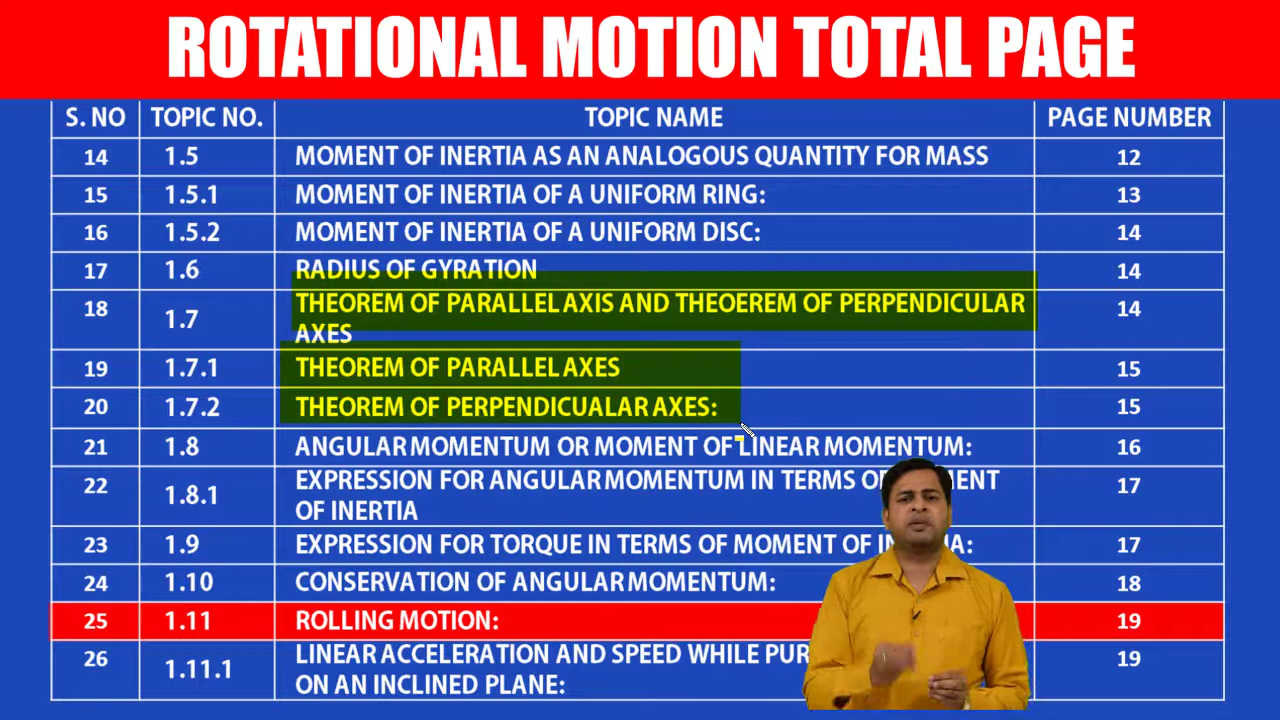 ROTATIONAL MOTION TOTAL PAGE
S. NO TOPIC NO. TOPIC NAME PAGE NUMBER
14 1.5 MOMENT OF INERTIA AS AN ANALOGOUS QUANTITY FOR MASS 12
15 1.5.1 MOMENT OF INERTIA OF A UNIFORM RING: 13
16 1.5.2 MOMENT OF INERTIA OF A UNIFORM DISC: 14
17 1.6 RADIUS OF GYRATION 14
18 1.7 THEOREM OF PARALLEL AXIS AND THEOEREM OF PERPENDICULAR 14
AXES
19 1.7.1 THEOREM OF PARALLEL AXES 15
20 1.7.2 THEOREM OF PERPENDICUALAR AXES: 15
21 1.8 ANGULAR MOMENTUM OR MOMENT OF LINEAR MOMENTUM: 16
22 1.8.1 EXPRESSION FOR ANGULAR MOMENTUM IN TERMS 17
OF INERTIA
23 1.9 EXPRESSION FOR TORQUE IN TERMS OF MOMENT OF 17
24 1.10 CONSERVATION OF ANGULAR MOMENTUM: 18
25 1.11 ROLLING MOTION: 19
26 1.11.1 LINEAR ACCELERATION AND SPEED WHILE 19
ON AN INCLINED PLANE: